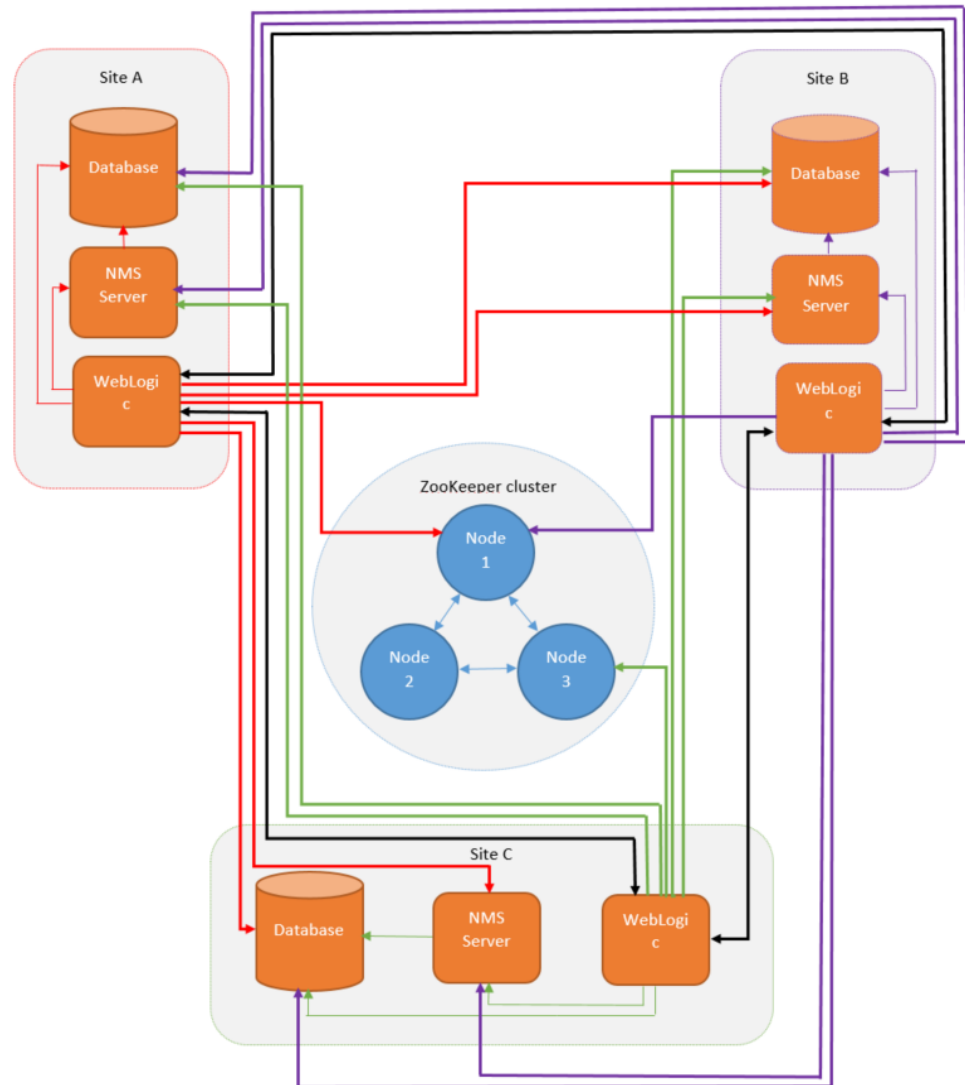 Site A
Database
NMS
Server
WebLogi
c
Site B
Database
NMS
Server
WebLogi
c
ZooKeeper cluster
Node
1
Node
2
Node
3
Site C
Database
NMS
Server
WebLogi
c